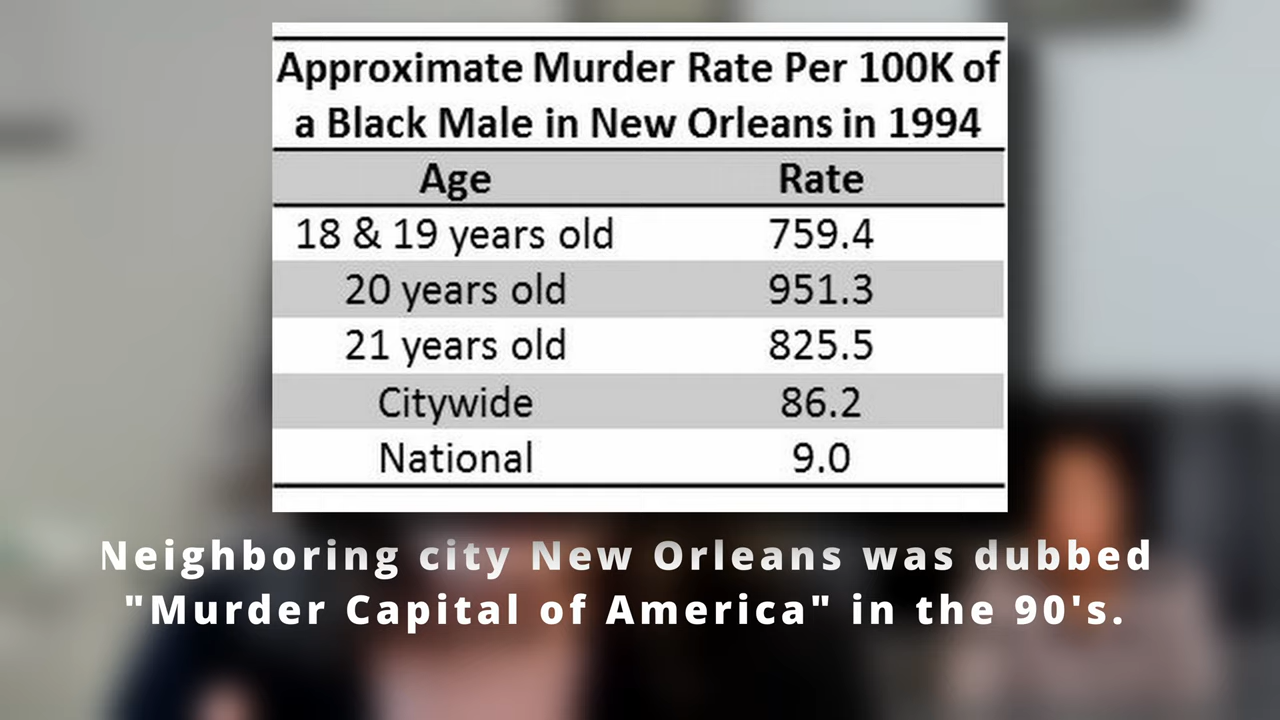 Approximate Murder Rate Per 100K of
a Black Male in New Orleans in 1994
Age Rate
18 & 19 years old 759.4
20 years old 951.3
21 years old 825.5
Citywide 86.2
National 9.0
Neighboring city New Orleans was dubbed
"Murder Capital of America" in the 90's.